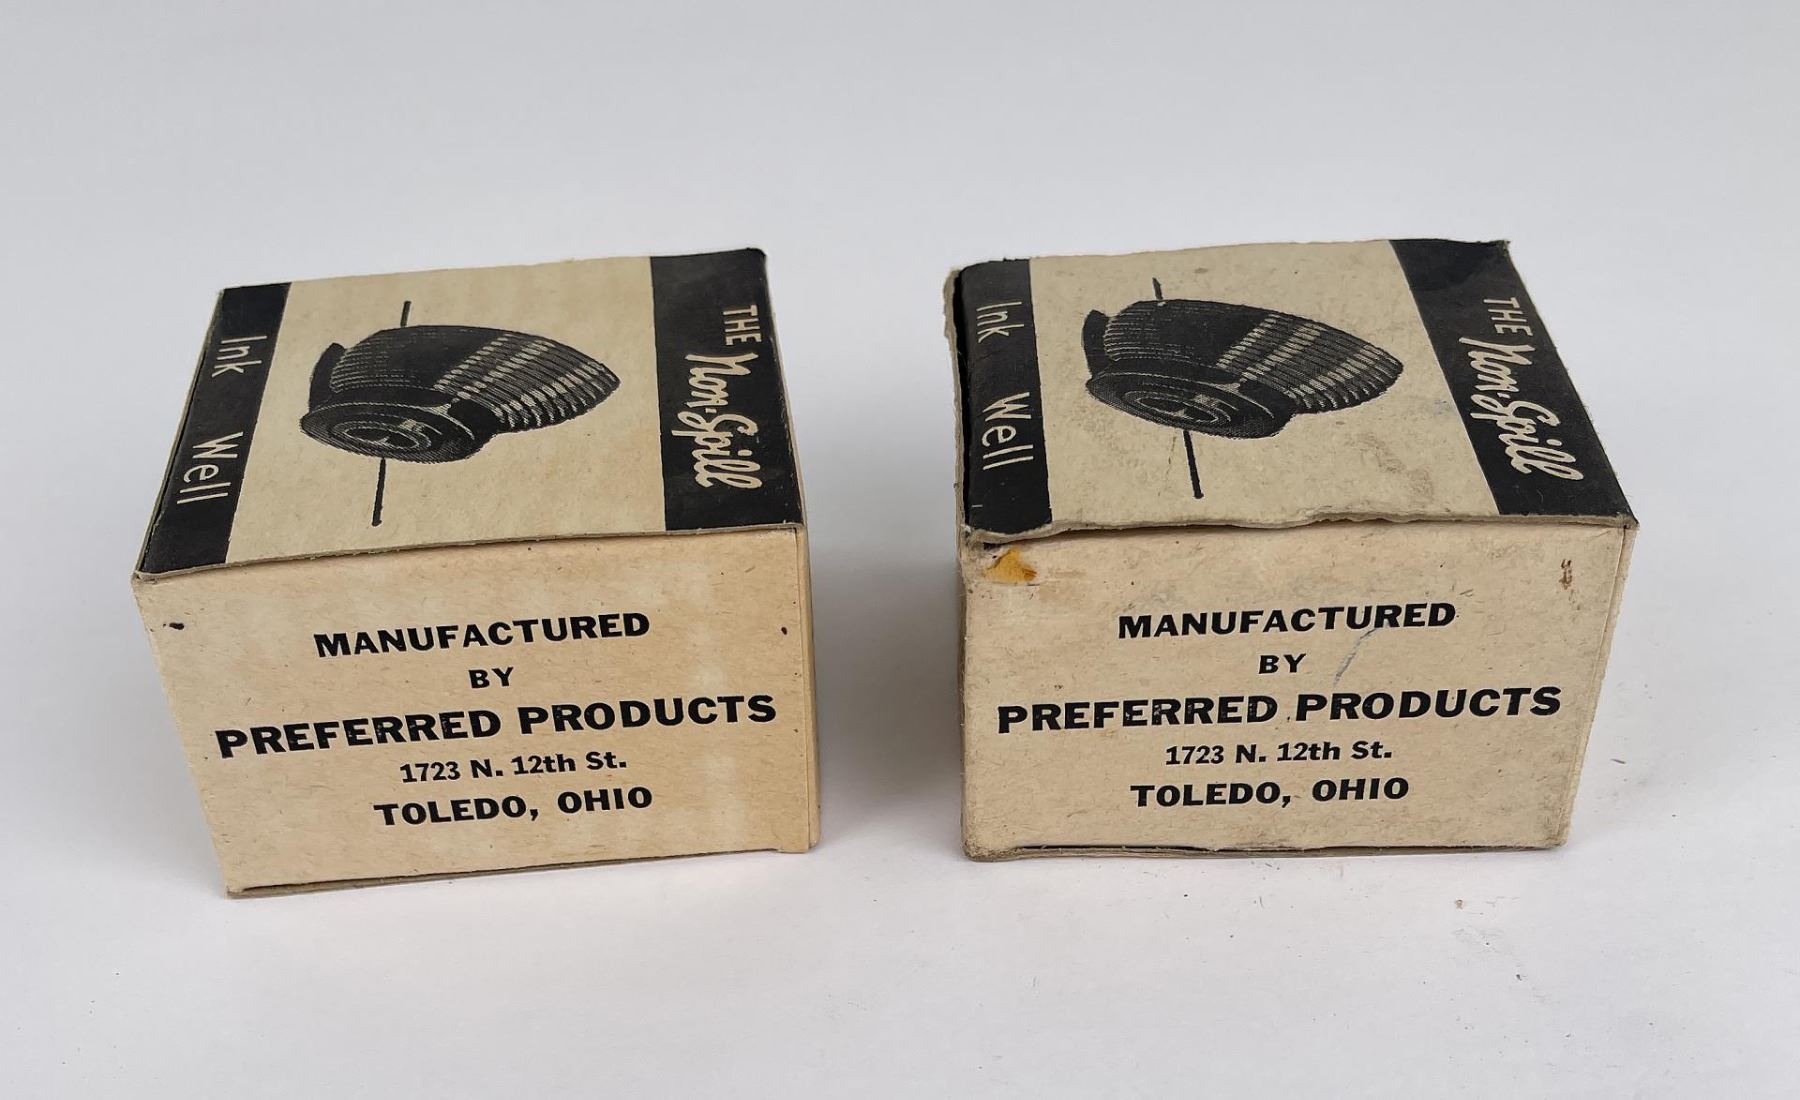 THE Non-Spill
Ink Well
MANUFACTURED
BY
PREFERRED PRODUCTS
1723 N. 12th St.
TOLEDO, OHIO
THE Non-Spill
Ink Well
MANUFACTURED
BY
PREFERRED PRODUCTS
1723 N. 12th St.
TOLEDO, OHIO